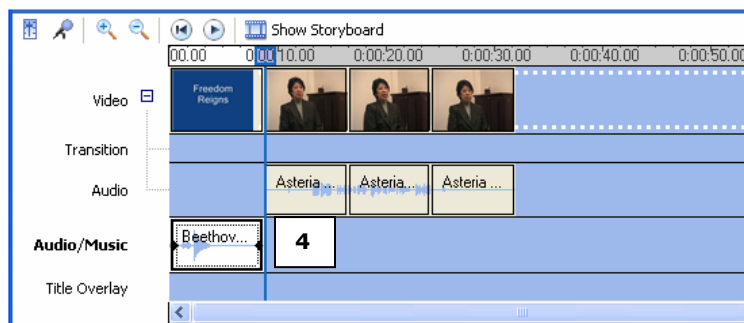 Show Storyboard
00.00 0:00:10.00 0:00:20.00 0:00:30.00 0:00:40.00 0:00:50.00
Video
Freedom
Reigns
Transition
Audio
Asteria ... Asteria... Asteria ...
Audio/Music
Beethov...
4
Title Overlay